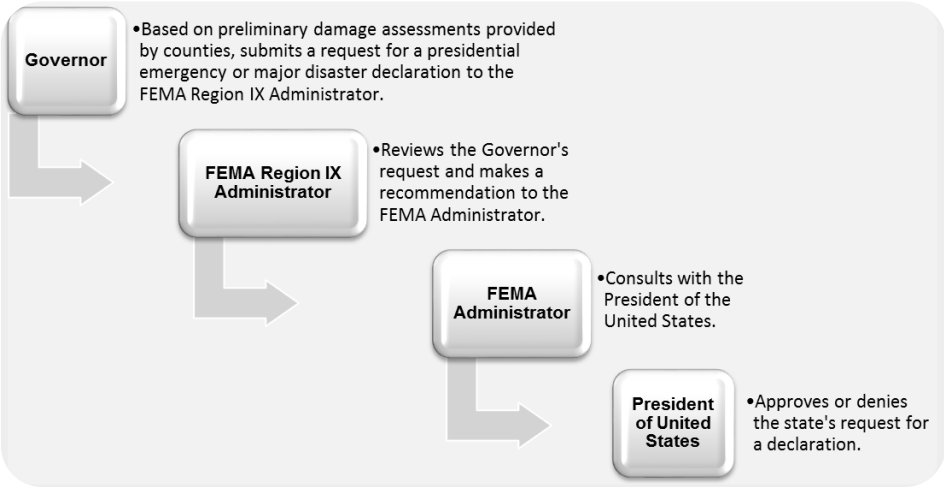 Governor
•Based on preliminary damage assessments provided
by counties, submits a request for a presidential
emergency or major disaster declaration to the
FEMA Region IX Administrator.
FEMA Region IX
Administrator
•Reviews the Governor's
request and makes a
recommendation to the
FEMA Administrator.
FEMA
Administrator
•Consults with the
President of the
United States.
President
of United
States
•Approves or denies
the state's request for
a declaration.